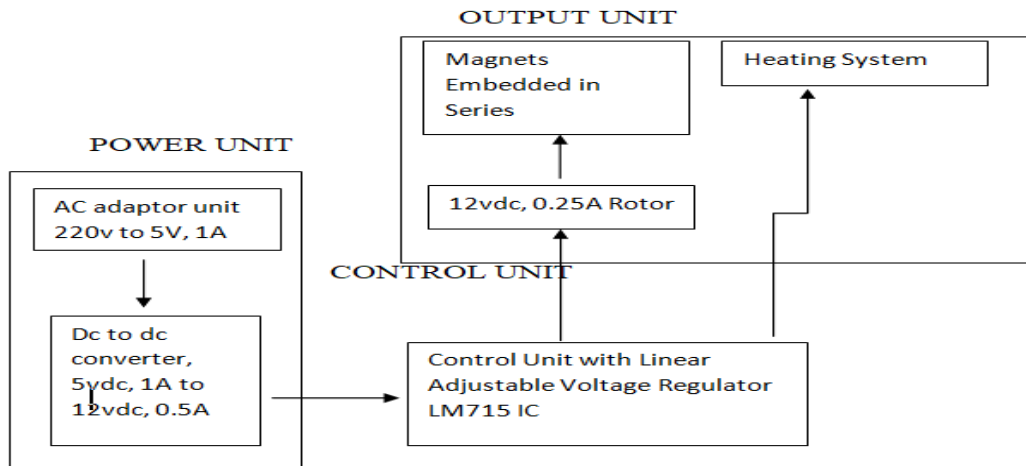 OUTPUT UNIT
Magnets
Embedded in
Series
Heating System
POWER UNIT
AC adaptor unit
220v to 5V, 1A
12vdc, 0.25A Rotor
CONTROL UNIT
Dc to dc
converter,
5vdc, 1A to
12vdc, 0.5A
Control Unit with Linear
Adjustable Voltage Regulator
LM715 IC